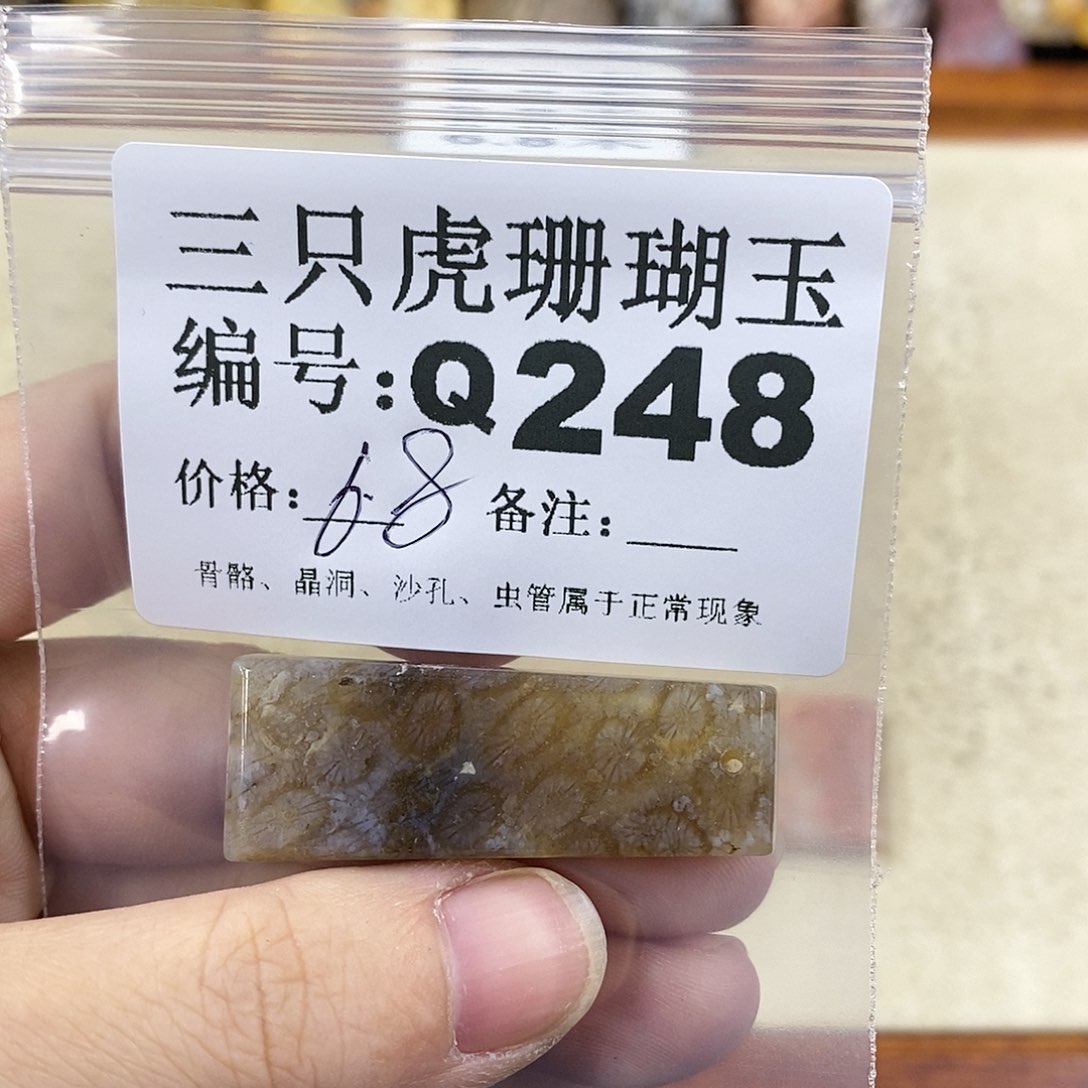 三只虎珊瑚玉
编号:Q248
价格:68 备注:____
骨骼、晶洞、沙孔、虫管属于正常现象